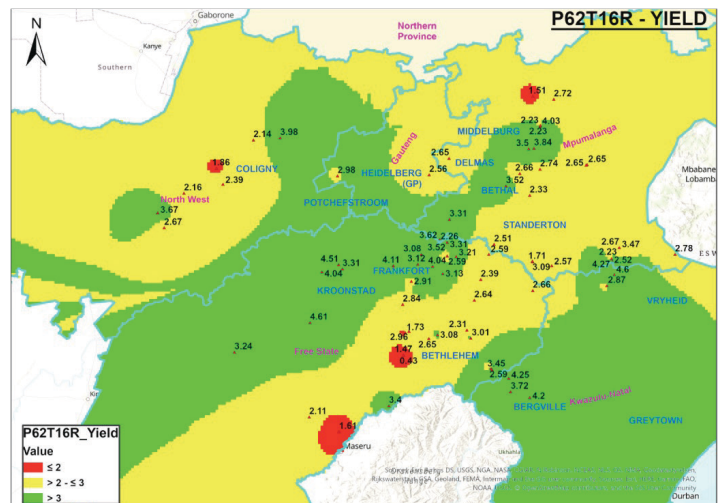 P62T16R - YIELD
N
Gaborone
Northern
Province
Kanye
Southern
1.51
2.72
2.23
4.03
2.23
MIDDELBURG
Mpumalanga
2.14
3.98
3.5
3.84
Gauteng
2.65
DELMAS
1.86
COLIGNY
HEIDELBERG
(GP)
2.56
2.66
2.74
2.65
2.65
Mbabane
Lobamba
2.98
2.39
2.16
BETHAL
3.52
2.33
North West
POTCHEFSTROOM
3.67
2.67
3.31
STANDERTON
3.62
2.26
2.51
2.59
2.67
3.47
2.78
3.08
3.52
3.31
3.21
2.23
2.52
4.51
3.31
4.11
3.12
4.04
2.59
1.71
3.09
2.57
4.27
4.6
4.04
FRANKFORT
3.13
2.39
2.87
KROONSTAD
2.91
2.66
VRYHEID
2.84
2.64
4.61
1.73
2.31
2.96
2.65
3.08
3.01
3.24
Free State
1.47
0.43
BETHLEHEM
3.45
2.59
4.25
3.72
Kwazulu-Natal
4.2
3.4
BERGVILLE
2.11
GREYTOWN
1.61
Maseru
P62T16R_Yield
Value
≤ 2
> 2 - ≤ 3
> 3
Durban